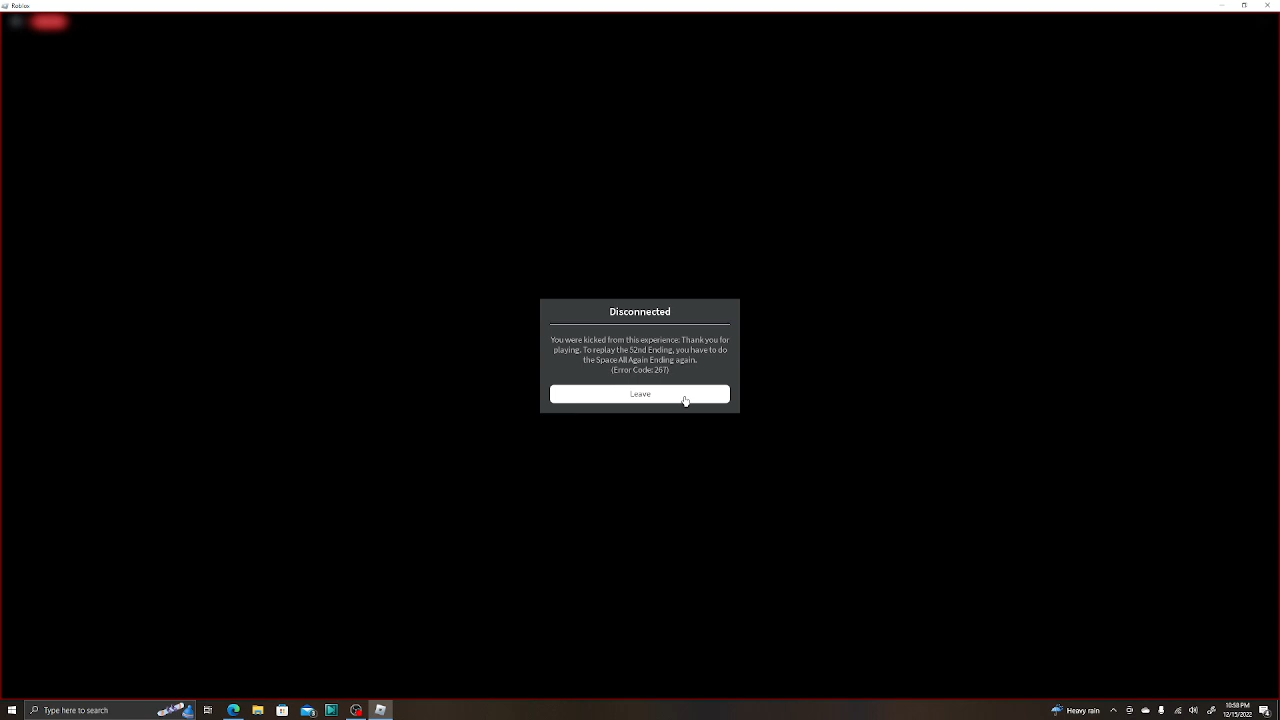 Roblox
Disconnected
You were kicked from this experience: Thank you for
playing. To replay the 52nd Ending, you have to do
the Space All Again Ending again.
(Error Code: 267)
Leave
Type here to search
Heavy rain
10:58 PM
12/15/2022